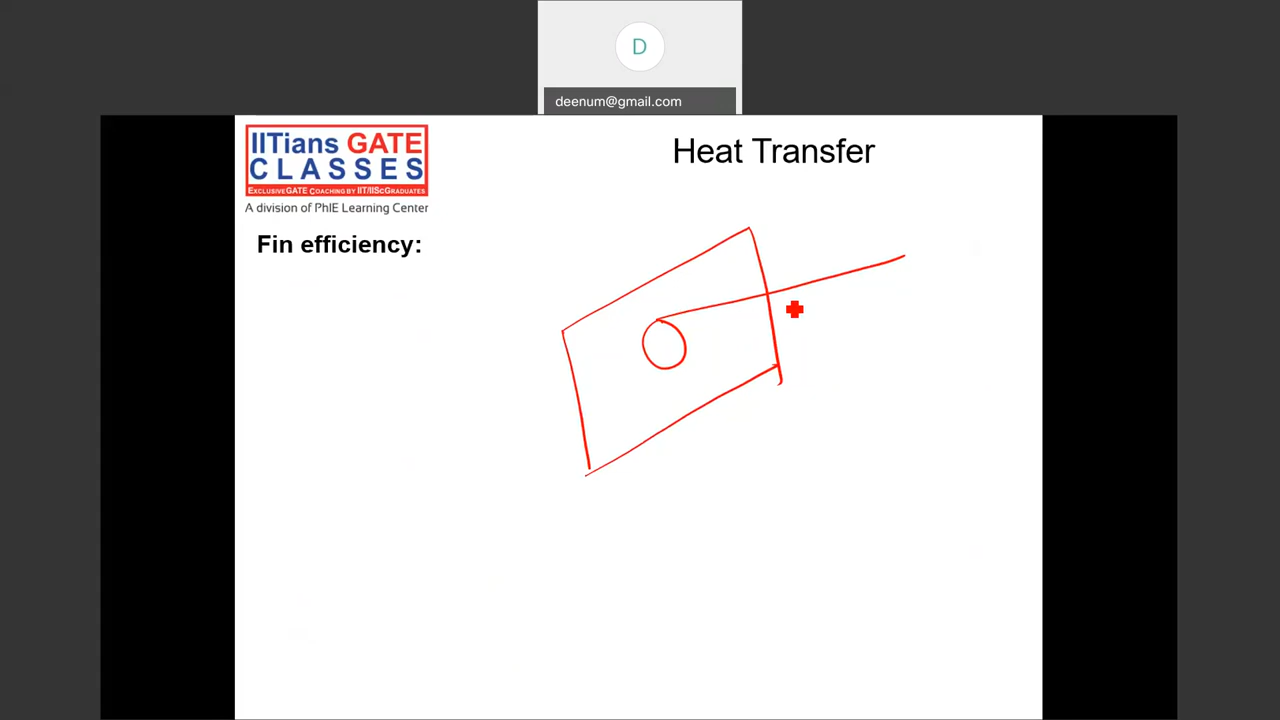 D
deenum@gmail.com
IITians GATE
CLASSES
EXCLUSIVE GATE COACHING BY IIT/IISc GRADUATES
A division of PhIE Learning Center
Heat Transfer
Fin efficiency: